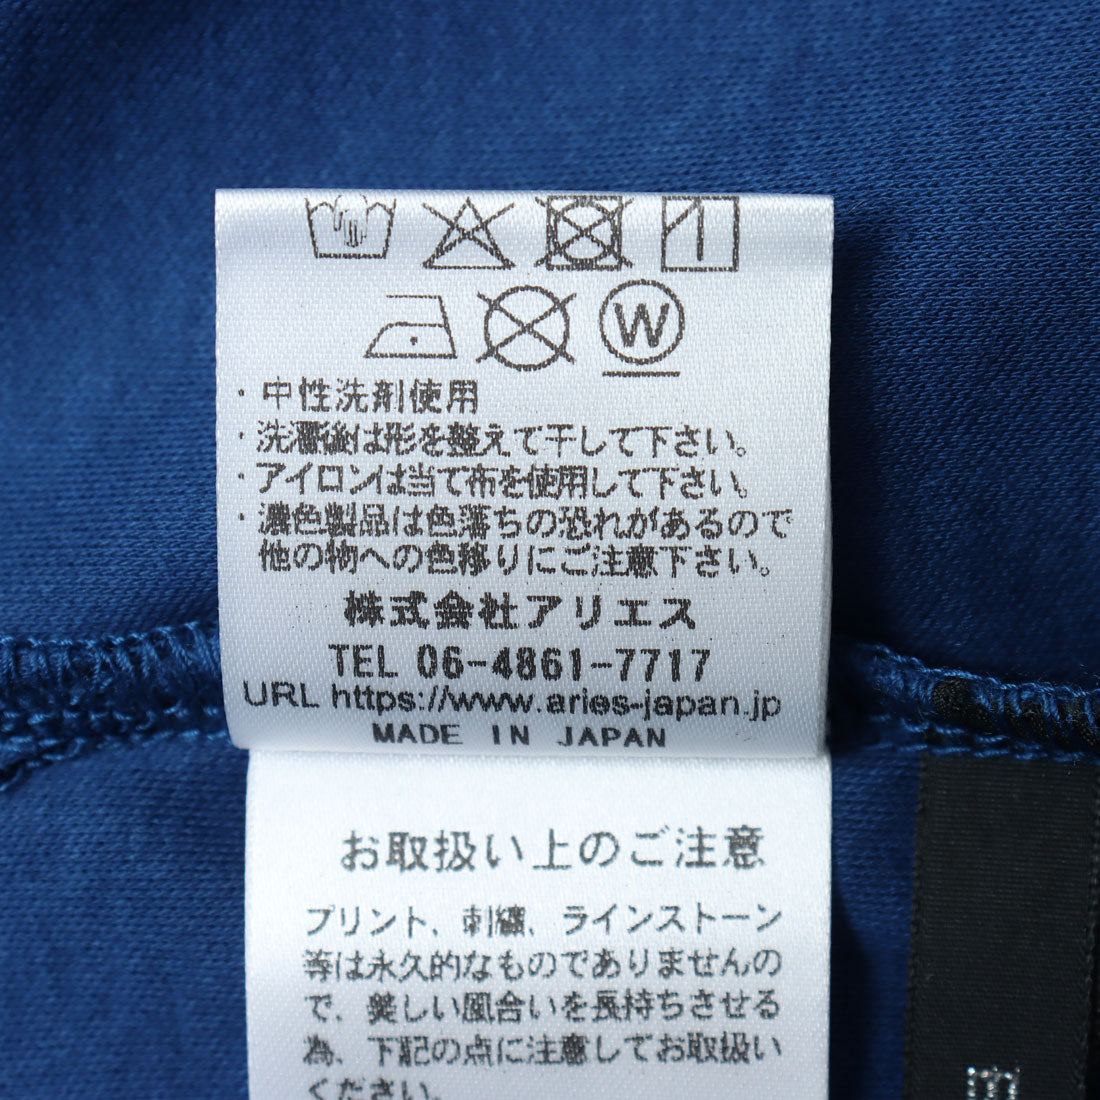 W
・中性洗剤使用
・洗濯後は形を整えて干して下さい。
・アイロンは当て布を使用して下さい。
・濃色製品は色落ちの恐れがあるので
他の物への色移りにご注意下さい。
株式会社アリエス
TEL 06-4861-7717
URL https://www.aries-japan.jp
MADE IN JAPAN
お取扱い上のご注意
プリント、刺繍、ラインストーン
等は永久的なものでありませんの
で、美しい風合いを長持ちさせる
為、下記の点に注意してお取扱い
ください。